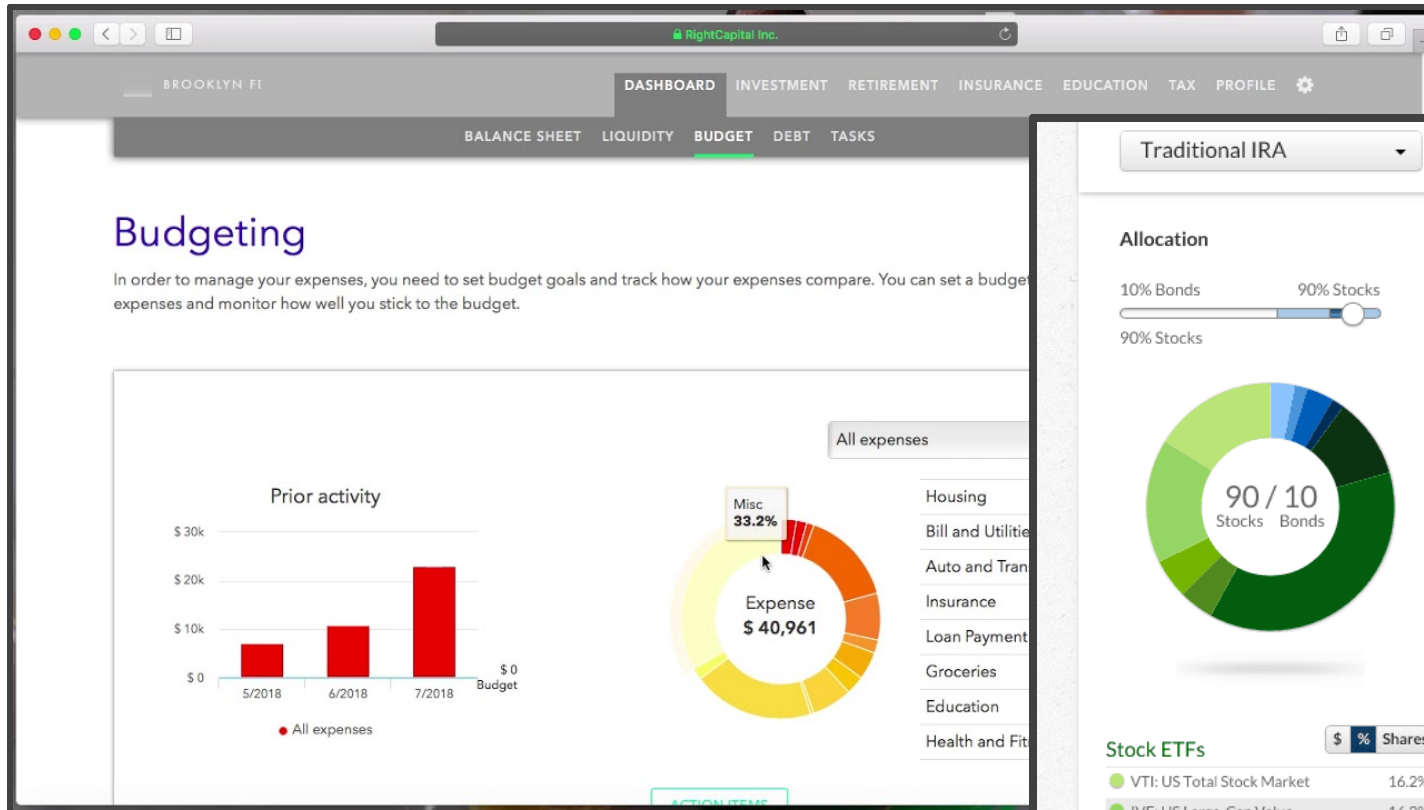 RightCapital Inc.
BROOKLYN FI
DASHBOARD INVESTMENT RETIREMENT INSURANCE EDUCATION TAX PROFILE
BALANCE SHEET LIQUIDITY BUDGET DEBT TASKS
Budgeting
In order to manage your expenses, you need to set budget goals and track how your expenses compare. You can set a budget
expenses and monitor how well you stick to the budget.
All expenses
Prior activity
$ 30k
$ 20k
$ 10k
$ 0
5/2018 6/2018 7/2018
$ 0
Budget
All expenses
Misc
33.2%
Expense
$ 40,961
Housing
Bill and Utilitie
Auto and Tran
Insurance
Loan Payment
Groceries
Education
Health and Fit
ACTION ITEMS
Traditional IRA
Allocation
10% Bonds 90% Stocks
90% Stocks
90 / 10
Stocks Bonds
Stock ETFs
$ % Shares
VTI: US Total Stock Market 16.2%